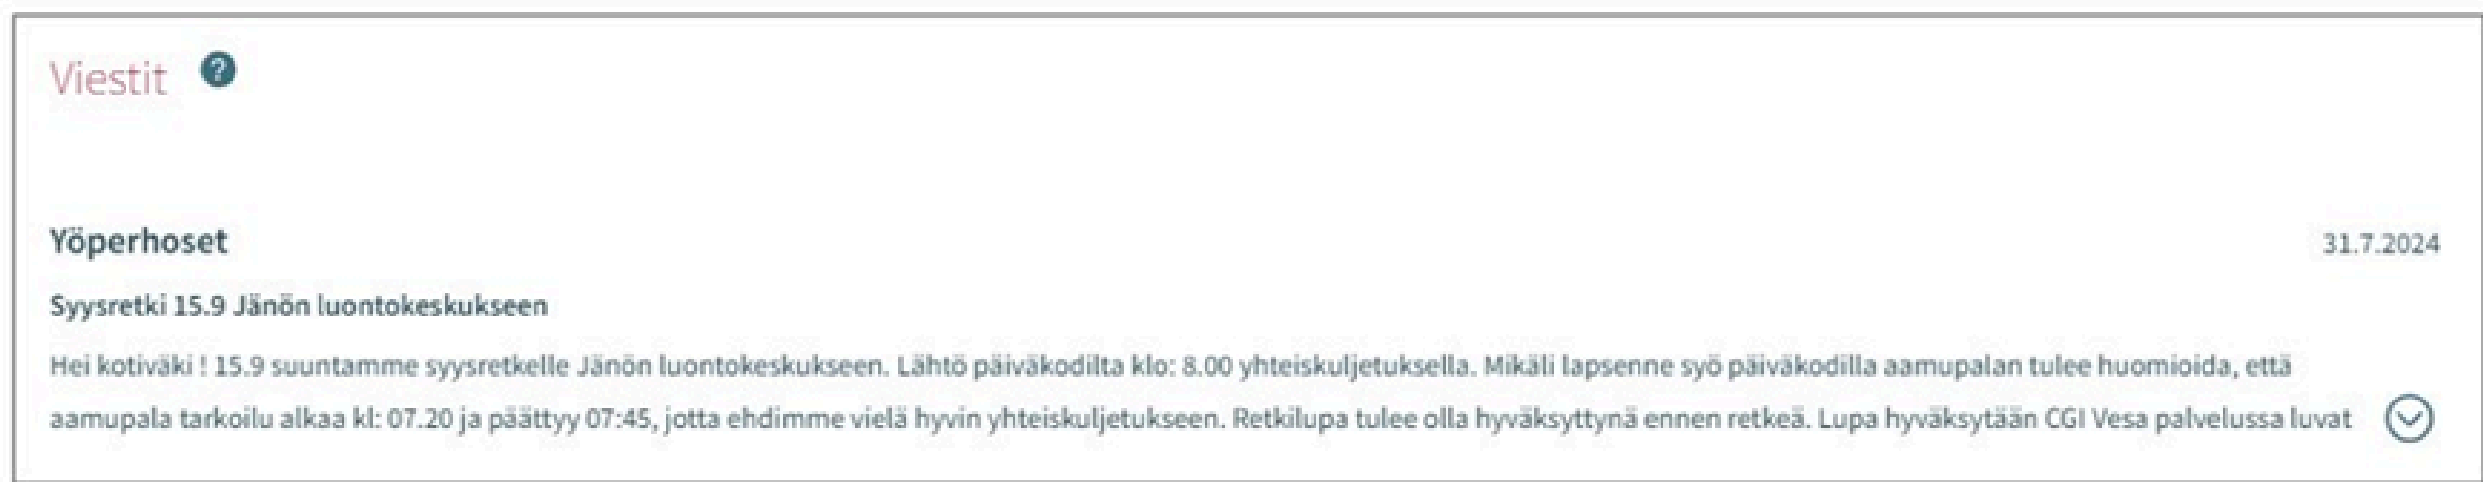 Viestit ?
Yöperhoset 31.7.2024
Syysretki 15.9 Jänön luontokeskukseen
Hei kotiväki ! 15.9 suuntamme syysretkelle Jänön luontokeskukseen. Lähtö päiväkodilta klo: 8.00 yhteiskuljetuksella. Mikäli lapsenne syö päiväkodilla aamupalan tulee huomioida, että
aamupala tarkoilu alkaa kl: 07.20 ja päättyy 07:45, jotta ehdimme vielä hyvin yhteiskuljetukseen. Retkilupa tulee olla hyväksyttynä ennen retkeä. Lupa hyväksytään CGI Vesa palvelussa luvat